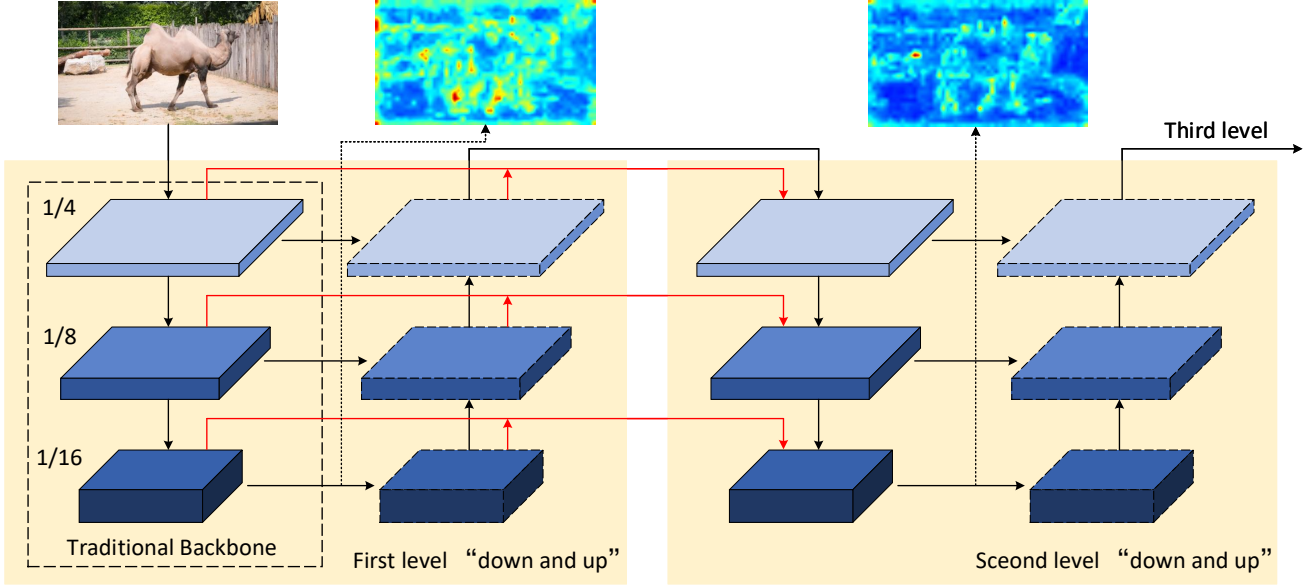 Third level
1/4
1/8
1/16
Traditional Backbone
First level “down and up”
Sceond level “down and up”